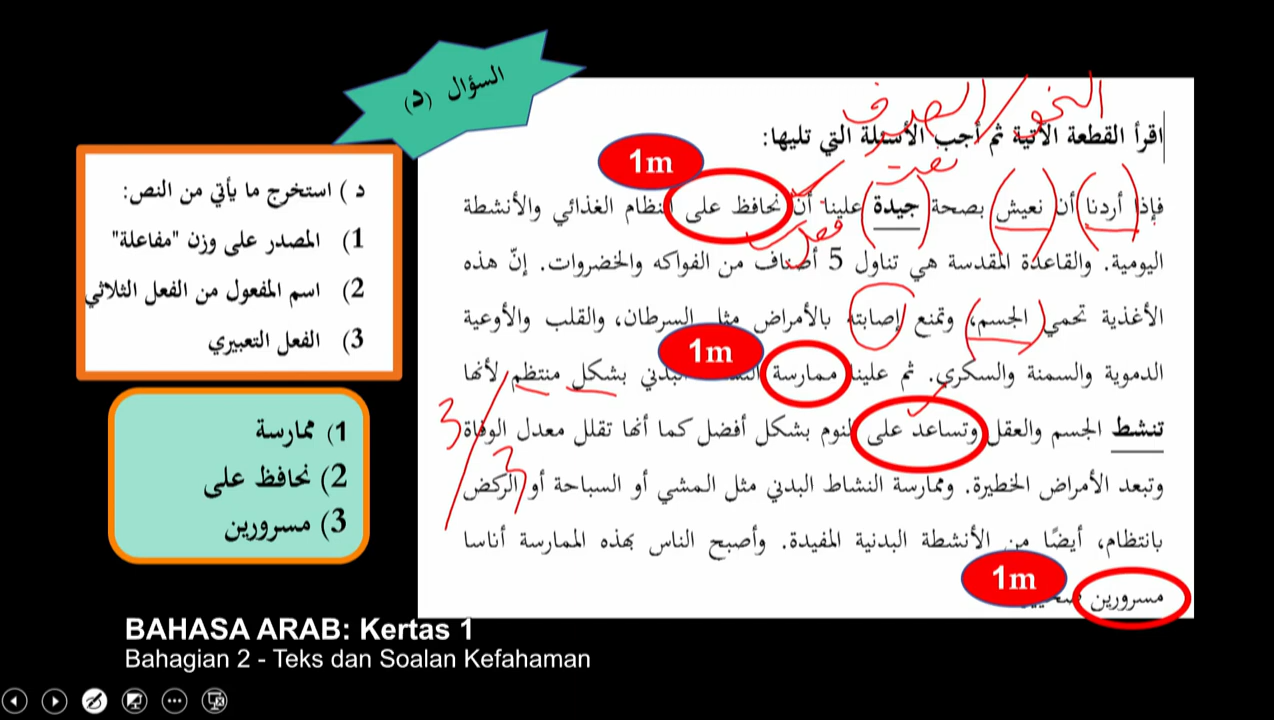 السؤال (د)
د ) استخرج ما يأتي من النص:
1) المصدر على وزن "مفاعلة"
2) اسم المفعول من الفعل الثلاثي
3) الفعل التعبيري
1) ممارسة
2) نحافظ على
3) مسرورين
النحو / الصرف
اقرأ القطعة الآتية ثم أجب الأسئلة التي تليها:
1m
نعت
فإذا أردنا أن نعيش بصحة جيدة علينا أن نحافظ على النظام الغذائي والأنشطة
فعل
اليومية. والقاعدة المقدسة هي تناول 5 أصناف من الفواكه والخضروات. إنّ هذه
الأغذية تحمي الجسم، وتمنع إصابته بالأمراض مثل السرطان، والقلب والأوعية
1m
الدموية والسمنة والسكري. ثم علينا ممارسة البدني بشكل منتظم لأنها
تنشط الجسم والعقل وتساعد على النوم بشكل أفضل كما أنها تقلل معدل الوفاة
3/3
وتبعد الأمراض الخطيرة. وممارسة النشاط البدني مثل المشي أو السباحة أو الركض
بانتظام، أيضًا من الأنشطة البدنية المفيدة. وأصبح الناس بهذه الممارسة أناسا
1m
مسرورين
BAHASA ARAB: Kertas 1
Bahagian 2 - Teks dan Soalan Kefahaman